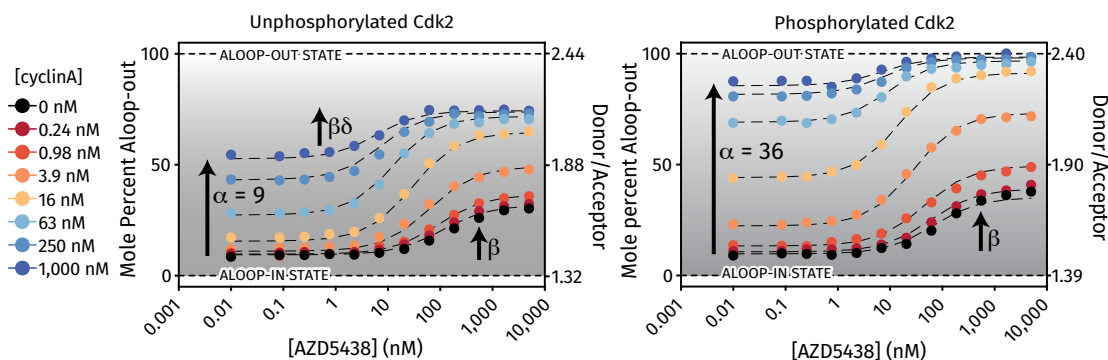 Unphosphorylated Cdk2
Phosphorylated Cdk2
[cyclinA]
0 nM
0.24 nM
0.98 nM
3.9 nM
16 nM
63 nM
250 nM
1,000 nM
Mole Percent Aloop-out
100
50
0
ALOOP-OUT STATE
βδ
α = 9
β
ALOOP-IN STATE
2.44
1.88
1.32
Donor/Acceptor
0.001
0.01
0.1
1
10
100
1,000
10,000
[AZD5438] (nM)
Mole percent Aloop-out
100
50
0
ALOOP-OUT STATE
α = 36
β
ALOOP-IN STATE
2.40
1.90
1.39
Donor/Acceptor
0.001
0.01
0.1
1
10
100
1,000
10,000
[AZD5438] (nM)